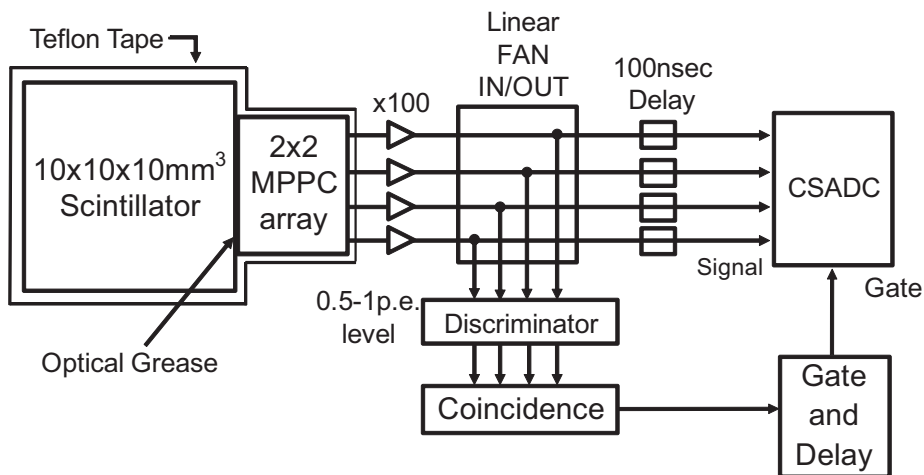 Teflon Tape
10x10x10mm³
Scintillator
2x2
MPPC
array
x100
Linear
FAN
IN/OUT
100nsec
Delay
CSADC
Signal
Gate
0.5-1p.e.
level
Discriminator
Optical Grease
Coincidence
Gate
and
Delay